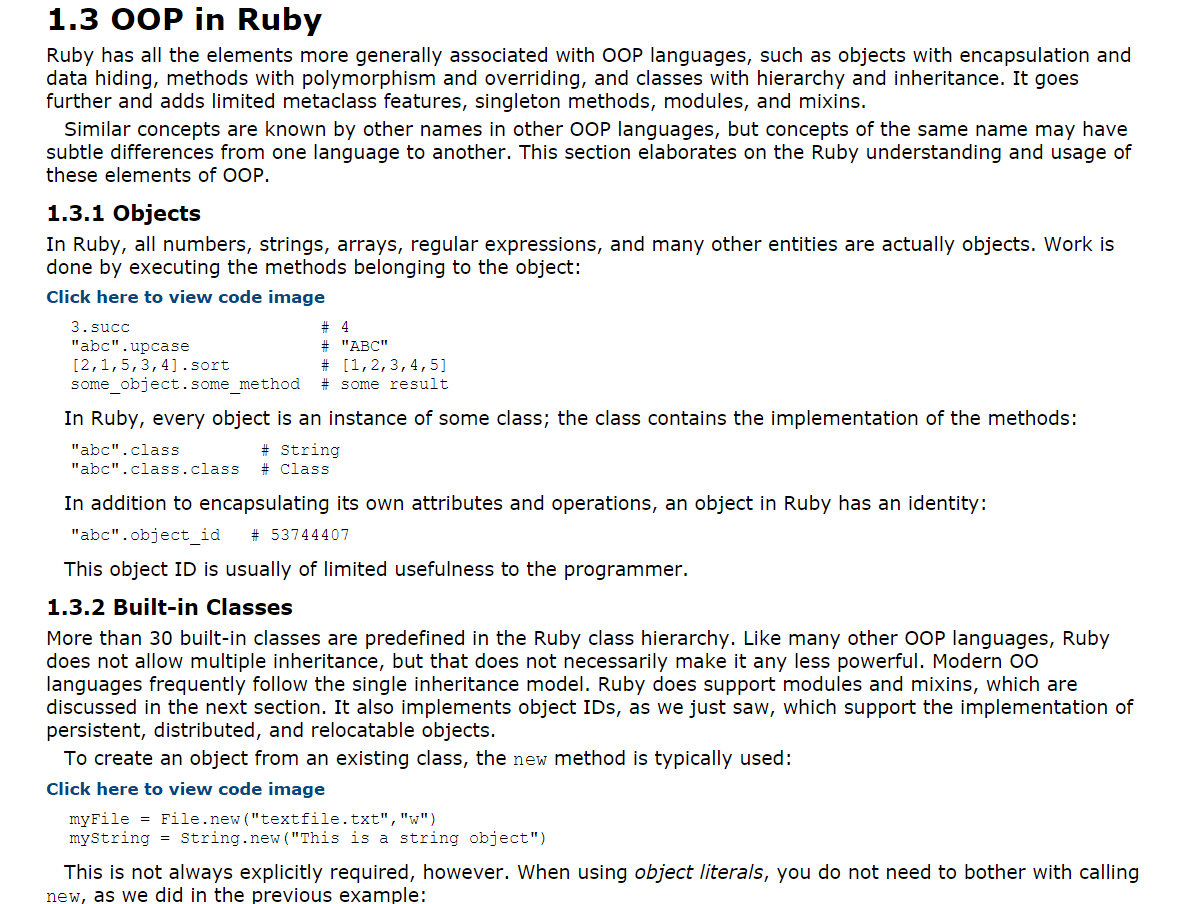 1.3 OOP in Ruby
Ruby has all the elements more generally associated with OOP languages, such as objects with encapsulation and
data hiding, methods with polymorphism and overriding, and classes with hierarchy and inheritance. It goes
further and adds limited metaclass features, singleton methods, modules, and mixins.
Similar concepts are known by other names in other OOP languages, but concepts of the same name may have
subtle differences from one language to another. This section elaborates on the Ruby understanding and usage of
these elements of OOP.
1.3.1 Objects
In Ruby, all numbers, strings, arrays, regular expressions, and many other entities are actually objects. Work is
done by executing the methods belonging to the object:
Click here to view code image
3.succ                   # 4
"abc".upcase             # "ABC"
[2,1,5,3,4].sort         # [1,2,3,4,5]
some_object.some_method  # some result
In Ruby, every object is an instance of some class; the class contains the implementation of the methods:
"abc".class        # String
"abc".class.class  # Class
In addition to encapsulating its own attributes and operations, an object in Ruby has an identity:
"abc".object_id   # 53744407
This object ID is usually of limited usefulness to the programmer.
1.3.2 Built-in Classes
More than 30 built-in classes are predefined in the Ruby class hierarchy. Like many other OOP languages, Ruby
does not allow multiple inheritance, but that does not necessarily make it any less powerful. Modern OO
languages frequently follow the single inheritance model. Ruby does support modules and mixins, which are
discussed in the next section. It also implements object IDs, as we just saw, which support the implementation of
persistent, distributed, and relocatable objects.
To create an object from an existing class, the new method is typically used:
Click here to view code image
myFile = File.new("textfile.txt","w")
myString = String.new("This is a string object")
This is not always explicitly required, however. When using object literals, you do not need to bother with calling
new, as we did in the previous example: